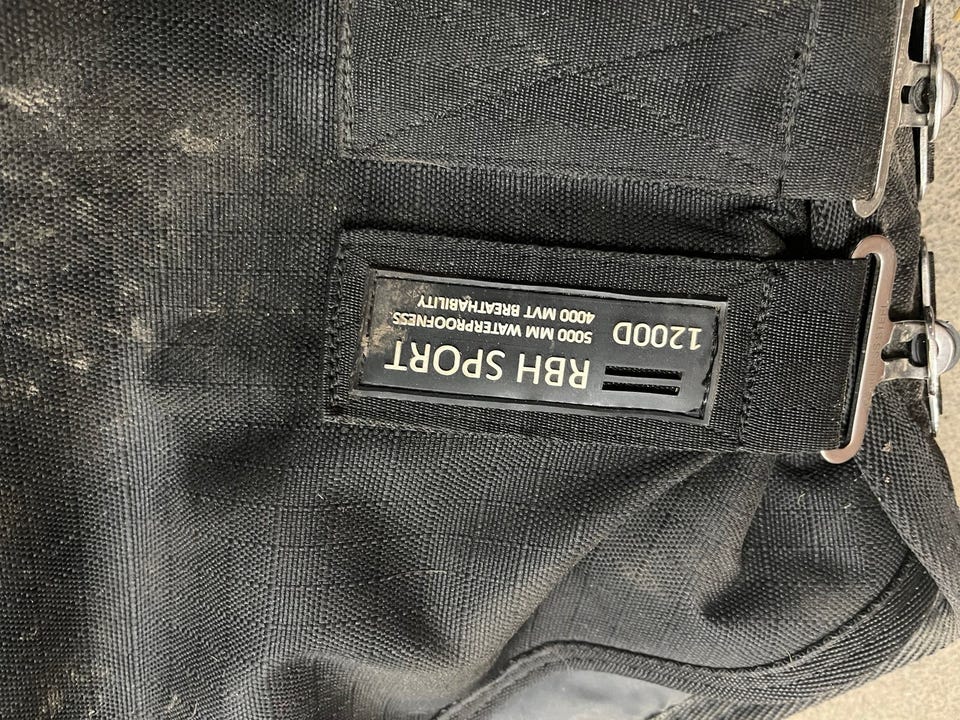 RBH SPORT
5000 MM WATERPROOFNESS
4000 MVT BREATHABILITY
1200D